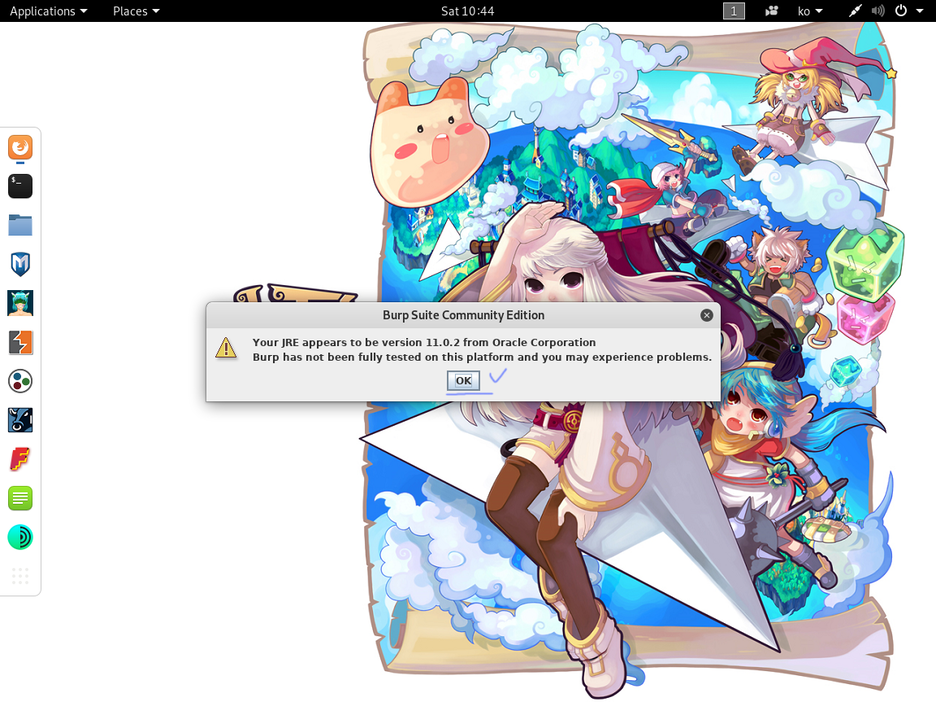 Applications Places Sat 10:44 1 ko
Burp Suite Community Edition
Your JRE appears to be version 11.0.2 from Oracle Corporation
Burp has not been fully tested on this platform and you may experience problems.
OK